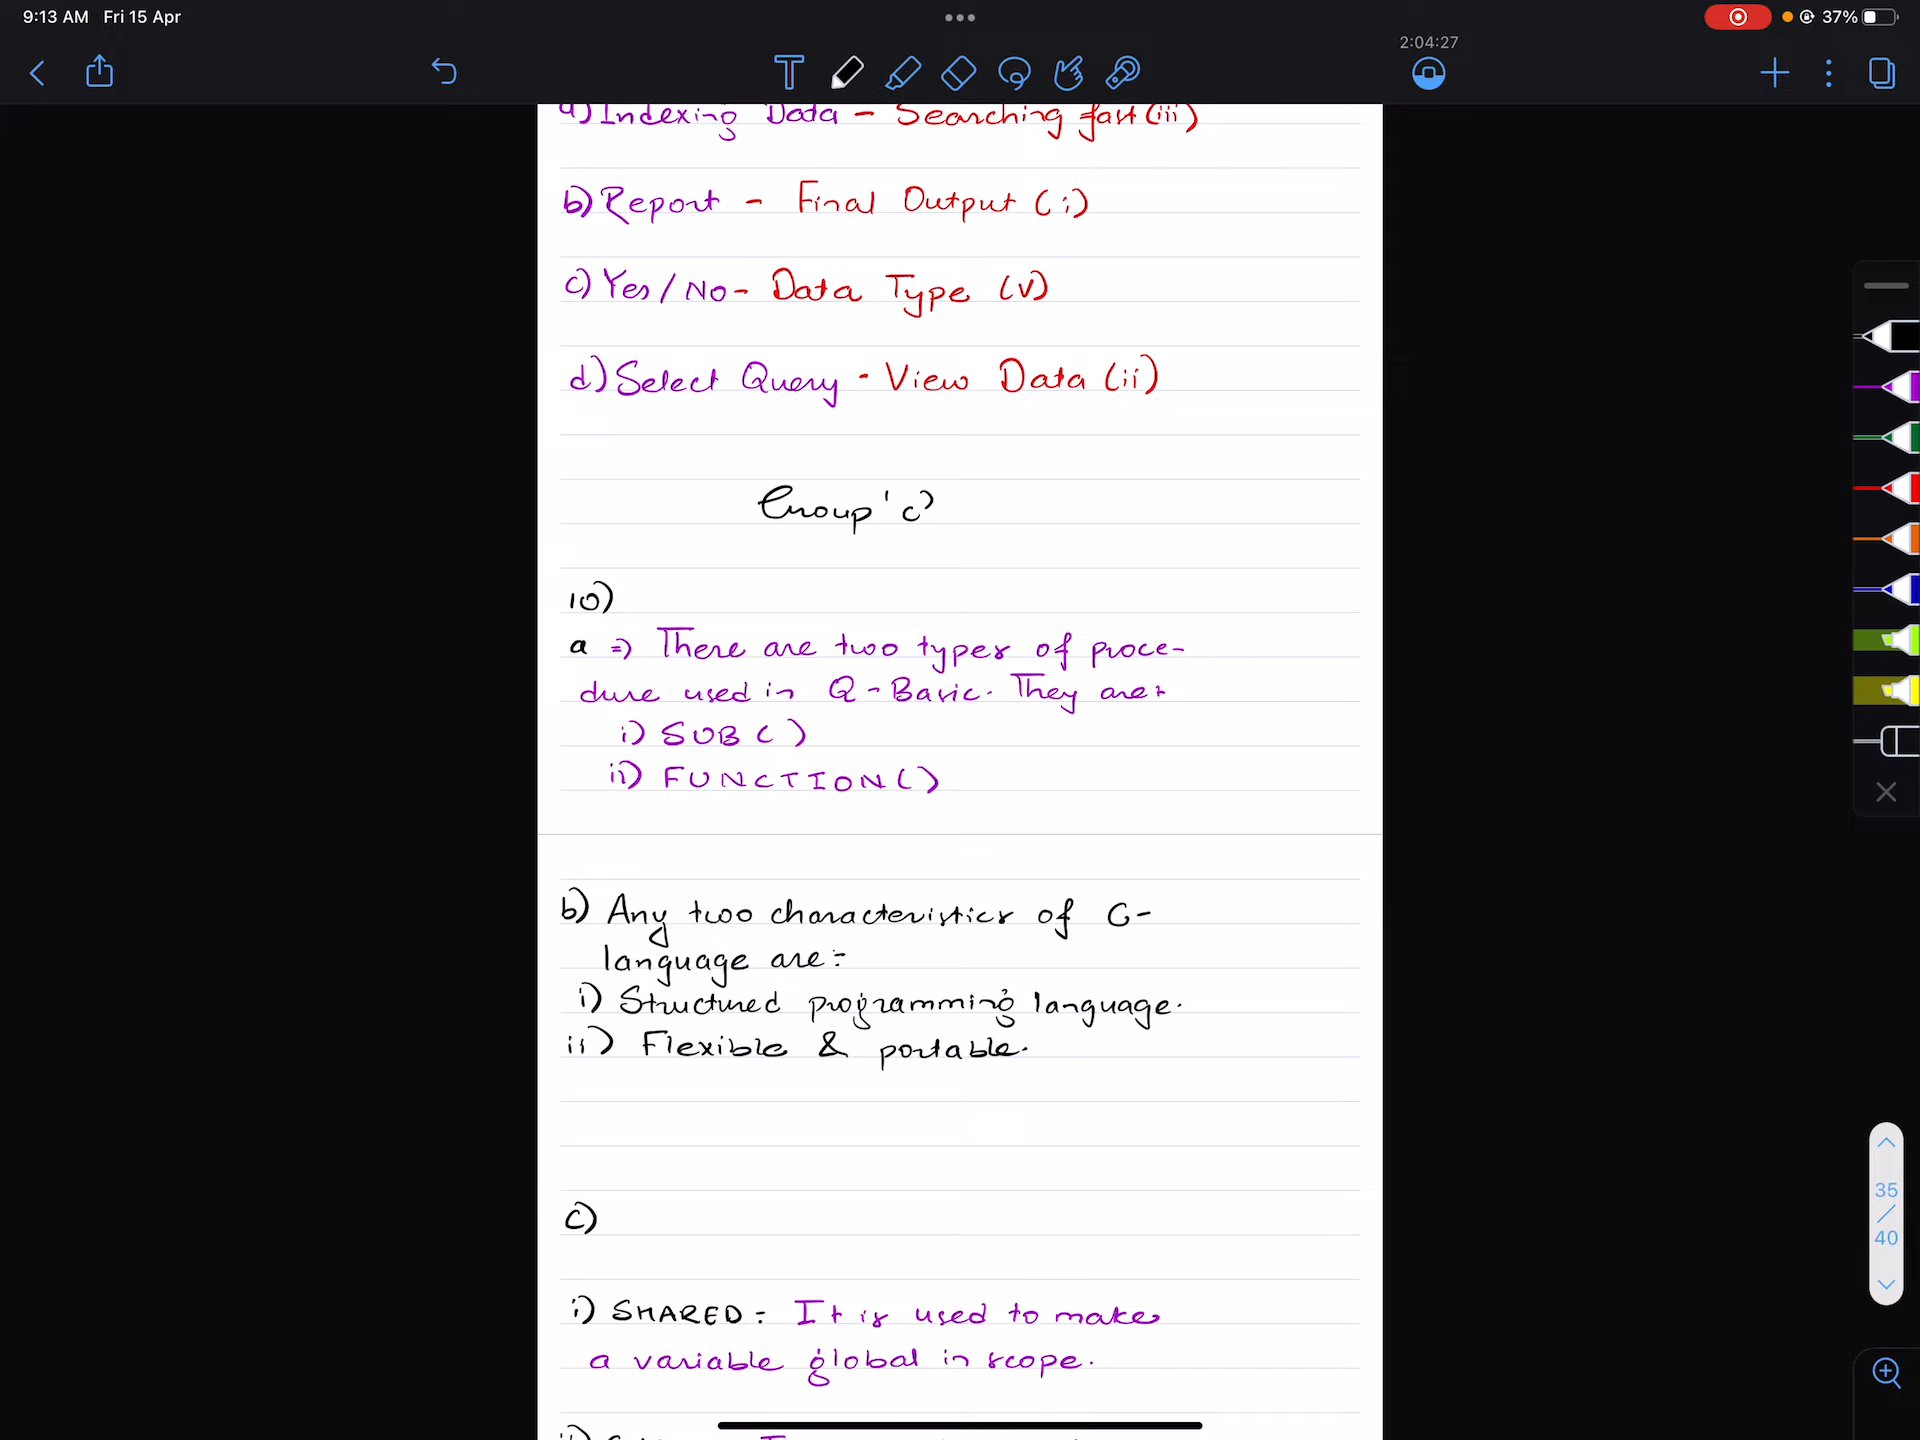 9:13 AM Fri 15 Apr
37%
2:04:27
a) Indexing Data - Searching fast (iii)
b) Report - Final Output (i)
c) Yes/No - Data Type (v)
d) Select Query - View Data (ii)
Group 'c'
10)
a => There are two types of proce-
dure used in Q-Basic. They are:
i) SUB ( )
ii) FUNCTION ( )
b) Any two characteristics of C-
language are:
i) Structured programming language.
ii) Flexible & portable.
c)
i) SHARED: It is used to make
a variable global in scope.
35
/
40